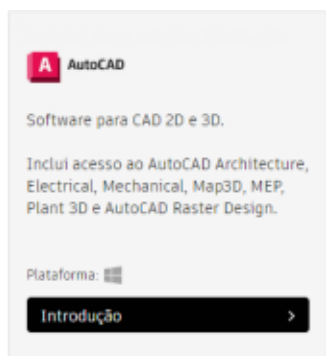 A AutoCAD
Software para CAD 2D e 3D.
Inclui acesso ao AutoCAD Architecture,
Electrical, Mechanical, Map3D, MEP,
Plant 3D e AutoCAD Raster Design.
Plataforma:
Introdução >